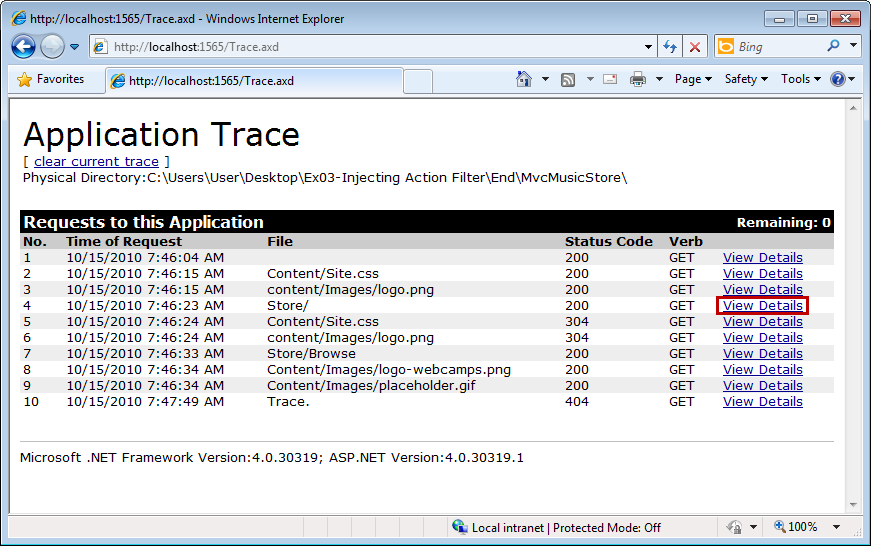 http://localhost:1565/Trace.axd - Windows Internet Explorer
http://localhost:1565/Trace.axd
Bing
Favorites
http://localhost:1565/Trace.axd
Page
Safety
Tools
Application Trace
[ clear current trace ]
Physical Directory:C:\Users\User\Desktop\Ex03-Injecting Action Filter\End\MvcMusicStore\
Requests to this Application Remaining: 0
No. Time of Request File Status Code Verb
1 10/15/2010 7:46:04 AM 200 GET View Details
2 10/15/2010 7:46:15 AM Content/Site.css 200 GET View Details
3 10/15/2010 7:46:15 AM content/Images/logo.png 200 GET View Details
4 10/15/2010 7:46:23 AM Store/ 200 GET View Details
5 10/15/2010 7:46:24 AM Content/Site.css 304 GET View Details
6 10/15/2010 7:46:24 AM content/Images/logo.png 304 GET View Details
7 10/15/2010 7:46:33 AM Store/Browse 200 GET View Details
8 10/15/2010 7:46:34 AM Content/Images/logo-webcamps.png 200 GET View Details
9 10/15/2010 7:46:34 AM Content/Images/placeholder.gif 200 GET View Details
10 10/15/2010 7:47:49 AM Trace. 404 GET View Details
Microsoft .NET Framework Version:4.0.30319; ASP.NET Version:4.0.30319.1
Local intranet | Protected Mode: Off
100%